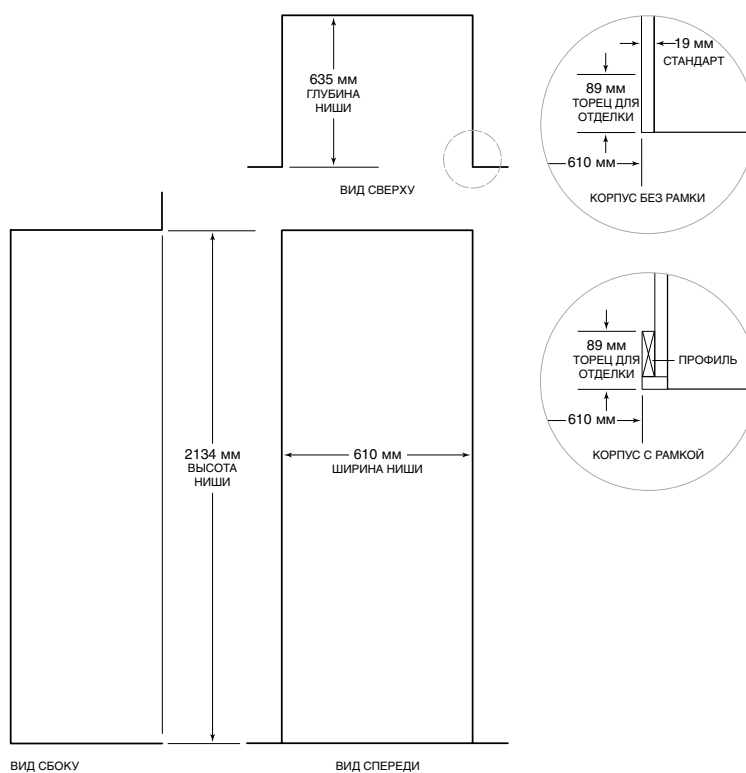 635 мм
ГЛУБИНА
НИШИ
ВИД СВЕРХУ
19 мм
СТАНДАРТ
89 мм
ТОРЕЦ ДЛЯ
ОТДЕЛКИ
610 мм
КОРПУС БЕЗ РАМКИ
89 мм
ТОРЕЦ ДЛЯ
ОТДЕЛКИ
ПРОФИЛЬ
610 мм
КОРПУС С РАМКОЙ
2134 мм
ВЫСОТА
НИШИ
610 мм
ШИРИНА НИШИ
ВИД СБОКУ
ВИД СПЕРЕДИ